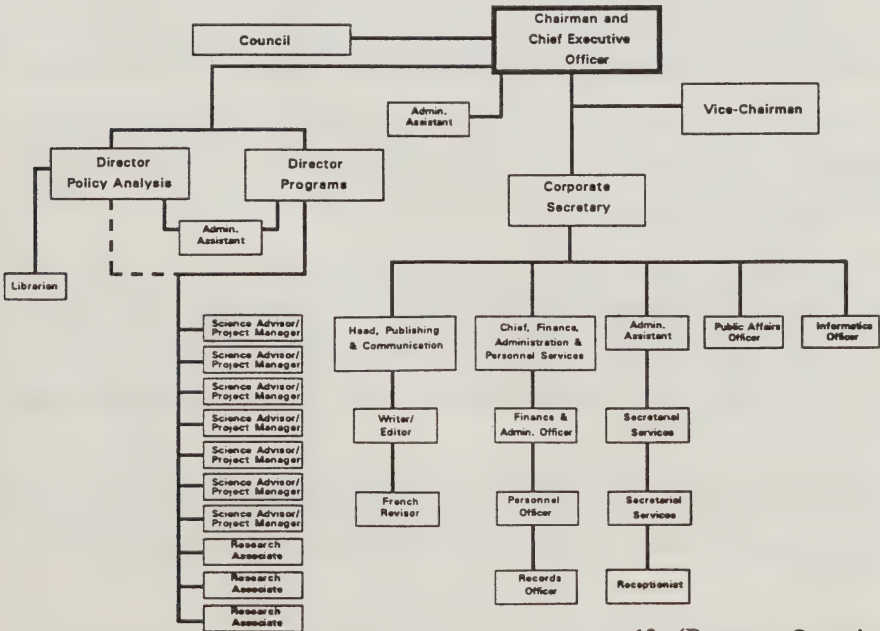 Chairman and
Chief Executive
Officer
Council
Admin.
Assistant
Vice-Chairman
Director
Policy Analysis
Director
Programs
Corporate
Secretary
Admin.
Assistant
Librarian
Science Advisor/
Project Manager
Science Advisor/
Project Manager
Science Advisor/
Project Manager
Science Advisor/
Project Manager
Science Advisor/
Project Manager
Science Advisor/
Project Manager
Science Advisor/
Project Manager
Research
Associate
Research
Associate
Research
Associate
Head, Publishing
& Communication
Writer/
Editor
French
Revisor
Chief, Finance,
Administration &
Personnel Services
Finance &
Admin. Officer
Personnel
Officer
Records
Officer
Admin.
Assistant
Secretarial
Services
Secretarial
Services
Receptionist
Public Affairs
Officer
Informatics
Officer